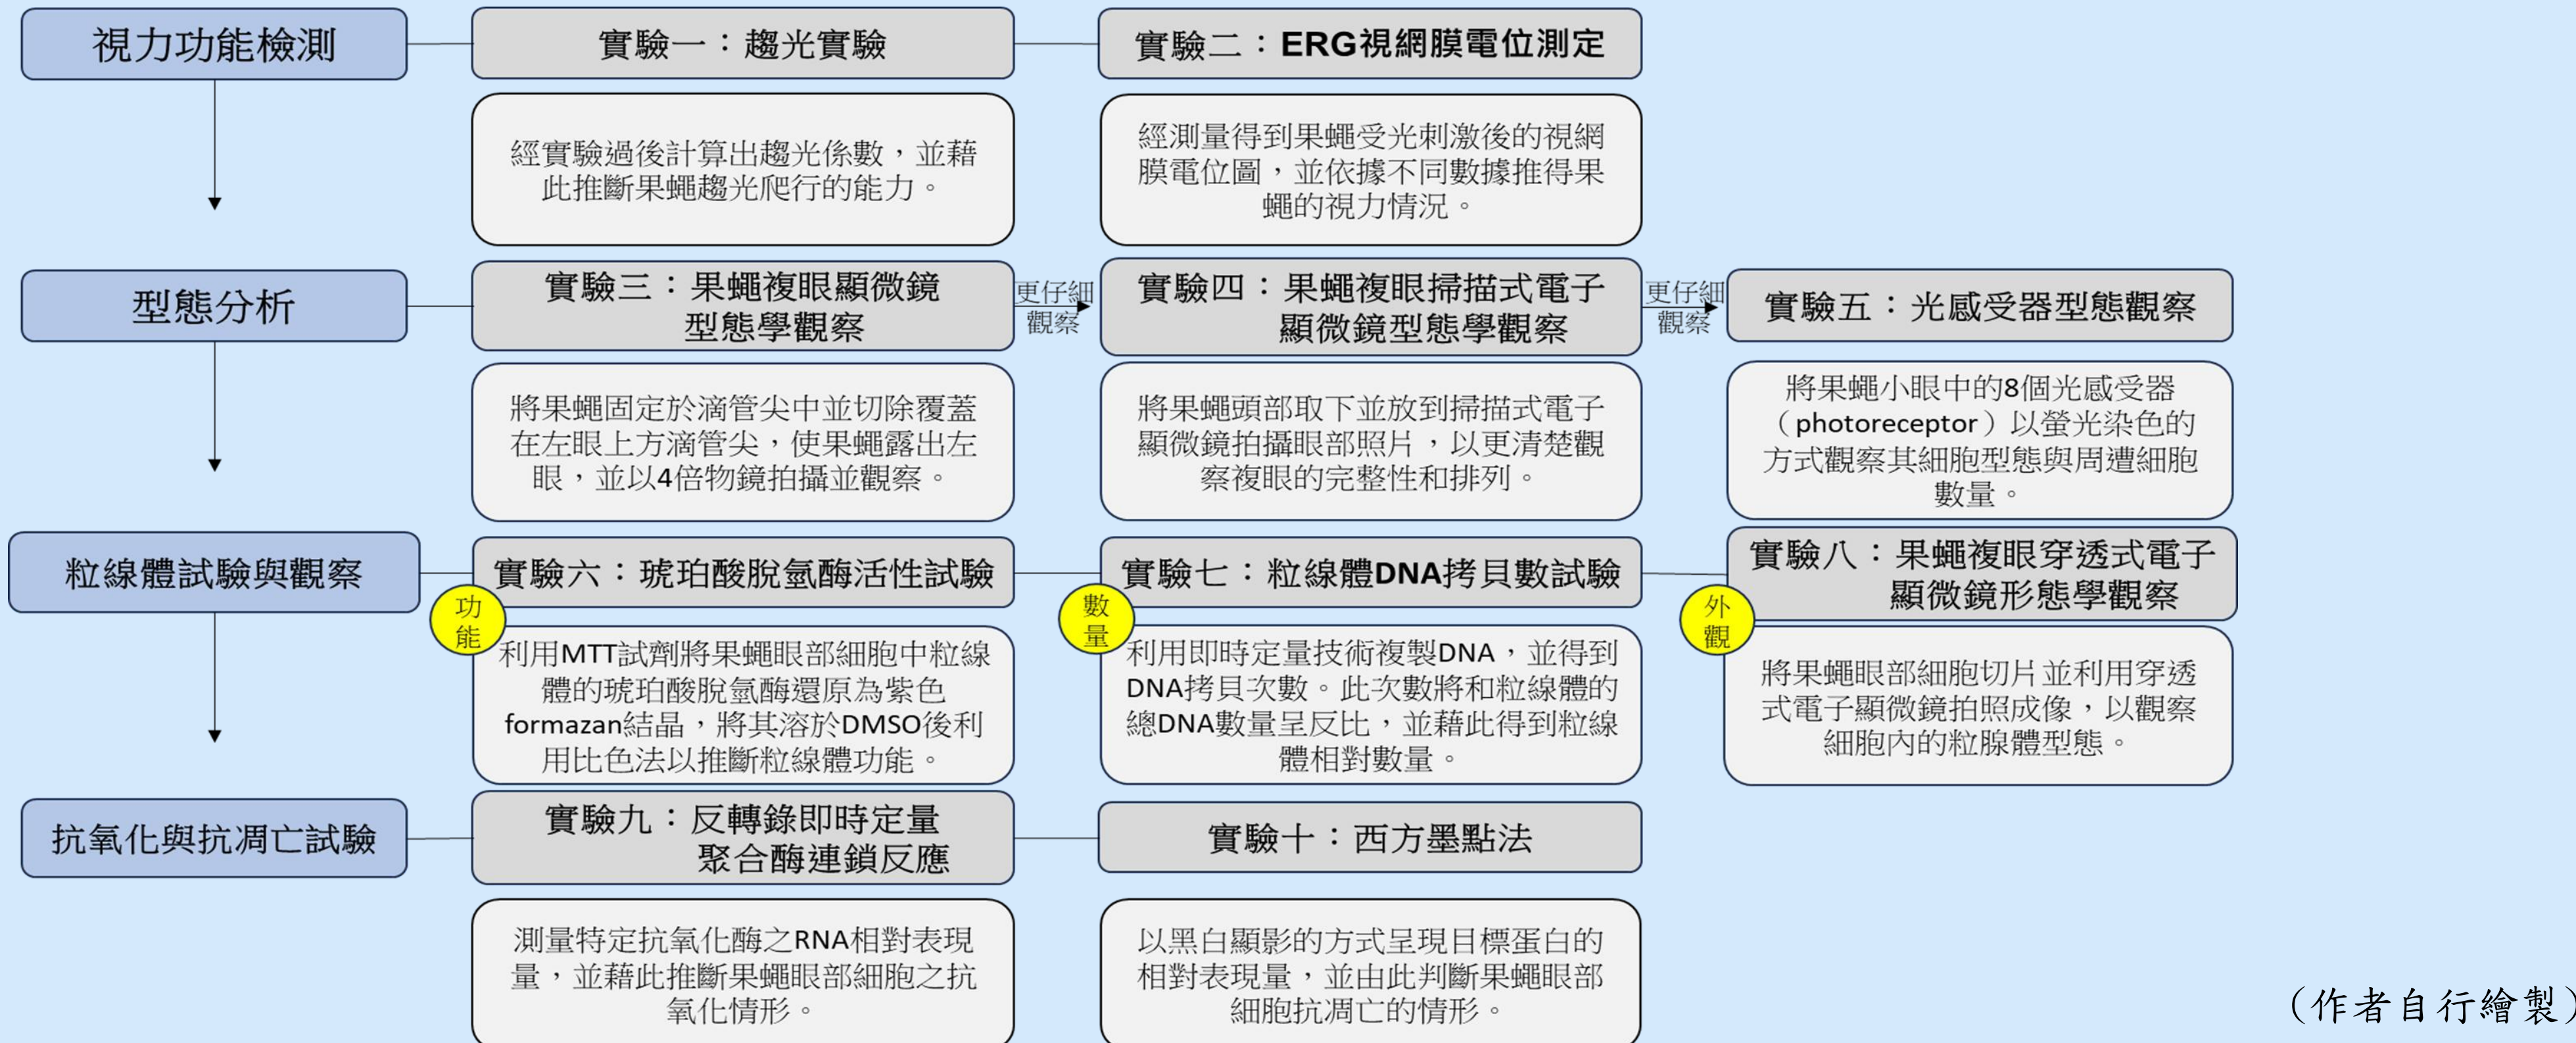 視力功能檢測
實驗一：趨光實驗
實驗二：ERG視網膜電位測定
經實驗過後計算出趨光係數，並藉
此推斷果蠅趨光爬行的能力。
經測量得到果蠅受光刺激後的視網
膜電位圖，並依據不同數據推得果
蠅的視力情況。
型態分析
實驗三：果蠅複眼顯微鏡
型態學觀察
更仔細
觀察
實驗四：果蠅複眼掃描式電子
顯微鏡型態學觀察
更仔細
觀察
實驗五：光感受器型態觀察
將果蠅固定於滴管尖中並切除覆蓋
在左眼上方滴管尖，使果蠅露出左
眼，並以4倍物鏡拍攝並觀察。
將果蠅頭部取下並放到掃描式電子
顯微鏡拍攝眼部照片，以更清楚觀
察複眼的完整性和排列。
將果蠅小眼中的8個光感受器
（photoreceptor）以螢光染色的
方式觀察其細胞型態與周遭細胞
數量。
粒線體試驗與觀察
實驗六：琥珀酸脫氫酶活性試驗
實驗七：粒線體DNA拷貝數試驗
實驗八：果蠅複眼穿透式電子
顯微鏡形態學觀察
功
能
利用MTT試劑將果蠅眼部細胞中粒線
體的琥珀酸脫氫酶還原為紫色
formazan結晶，將其溶於DMSO後利
用比色法以推斷粒線體功能。
數
量
利用即時定量技術複製DNA，並得到
DNA拷貝次數。此次數將和粒線體的
總DNA數量呈反比，並藉此得到粒線
體相對數量。
外
觀
將果蠅眼部細胞切片並利用穿透
式電子顯微鏡拍照成像，以觀察
細胞內的粒腺體型態。
抗氧化與抗凋亡試驗
實驗九：反轉錄即時定量
聚合酶連鎖反應
實驗十：西方墨點法
測量特定抗氧化酶之RNA相對表現
量，並藉此推斷果蠅眼部細胞之抗
氧化情形。
以黑白顯影的方式呈現目標蛋白的
相對表現量，並由此判斷果蠅眼部
細胞抗凋亡的情形。
（作者自行繪製）